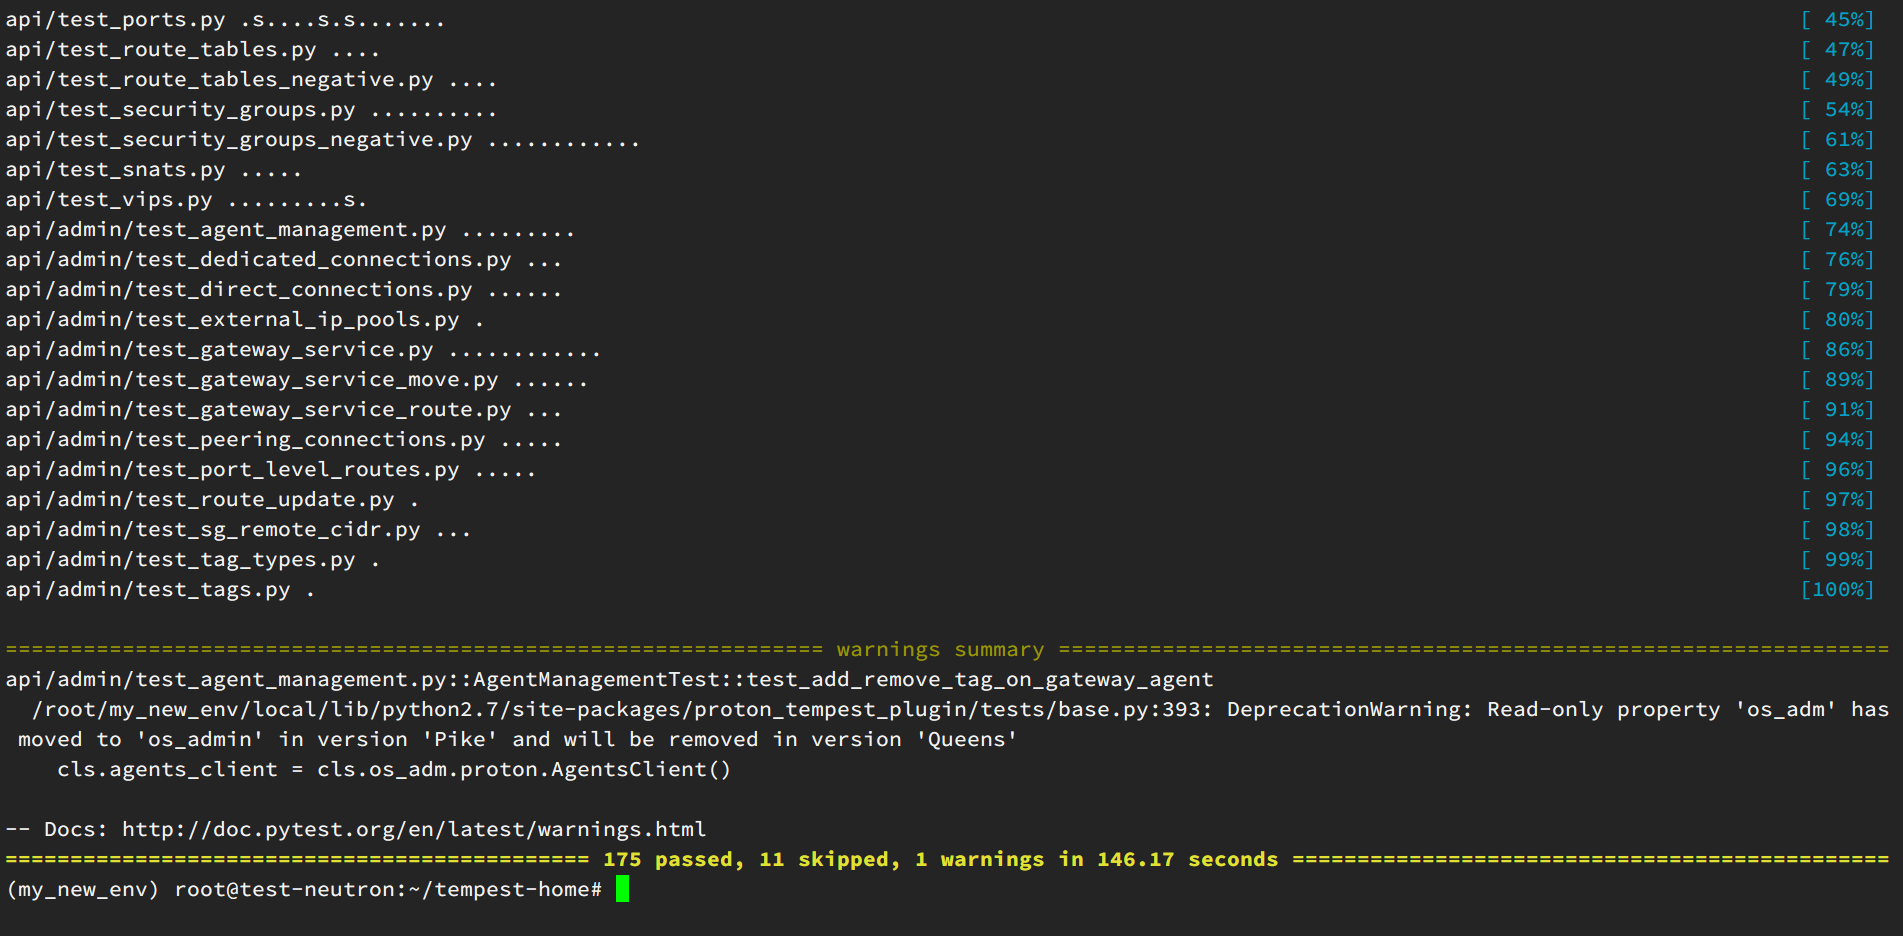 api/test_ports.py .s....s.s....... [ 45%]
api/test_route_tables.py .... [ 47%]
api/test_route_tables_negative.py .... [ 49%]
api/test_security_groups.py .......... [ 54%]
api/test_security_groups_negative.py ............ [ 61%]
api/test_snats.py ..... [ 63%]
api/test_vips.py .........s. [ 69%]
api/admin/test_agent_management.py ......... [ 74%]
api/admin/test_dedicated_connections.py ... [ 76%]
api/admin/test_direct_connections.py ...... [ 79%]
api/admin/test_external_ip_pools.py . [ 80%]
api/admin/test_gateway_service.py ............ [ 86%]
api/admin/test_gateway_service_move.py ...... [ 89%]
api/admin/test_gateway_service_route.py ... [ 91%]
api/admin/test_peering_connections.py ..... [ 94%]
api/admin/test_port_level_routes.py ..... [ 96%]
api/admin/test_route_update.py . [ 97%]
api/admin/test_sg_remote_cidr.py ... [ 98%]
api/admin/test_tag_types.py . [ 99%]
api/admin/test_tags.py . [100%]
=============================================================== warnings summary ================================================================
api/admin/test_agent_management.py::AgentManagementTest::test_add_remove_tag_on_gateway_agent
/root/my_new_env/local/lib/python2.7/site-packages/proton_tempest_plugin/tests/base.py:393: DeprecationWarning: Read-only property 'os_adm' has
moved to 'os_admin' in version 'Pike' and will be removed in version 'Queens'
cls.agents_client = cls.os_adm.proton.AgentsClient()
-- Docs: http://doc.pytest.org/en/latest/warnings.html
============================================= 175 passed, 11 skipped, 1 warnings in 146.17 seconds ==============================================
(my_new_env) root@test-neutron:~/tempest-home#